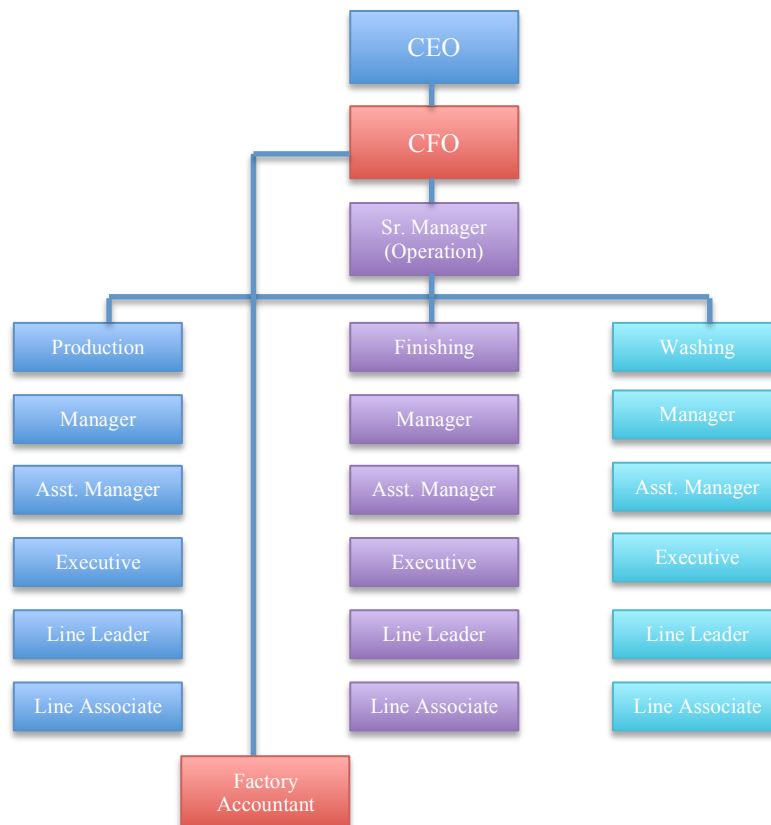 CEO
CFO
Sr. Manager
(Operation)
Production
Finishing
Washing
Manager
Manager
Manager
Asst. Manager
Asst. Manager
Asst. Manager
Executive
Executive
Executive
Line Leader
Line Leader
Line Leader
Line Associate
Line Associate
Line Associate
Factory
Accountant